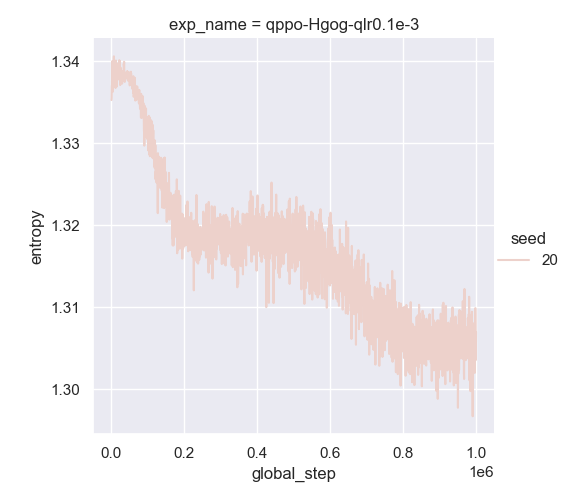 exp_name = qppo-Hgog-qlr0.1e-3
entropy
1.34
1.33
1.32
1.31
1.30
0.0 0.2 0.4 0.6 0.8 1.0
1e6
global_step
seed
20